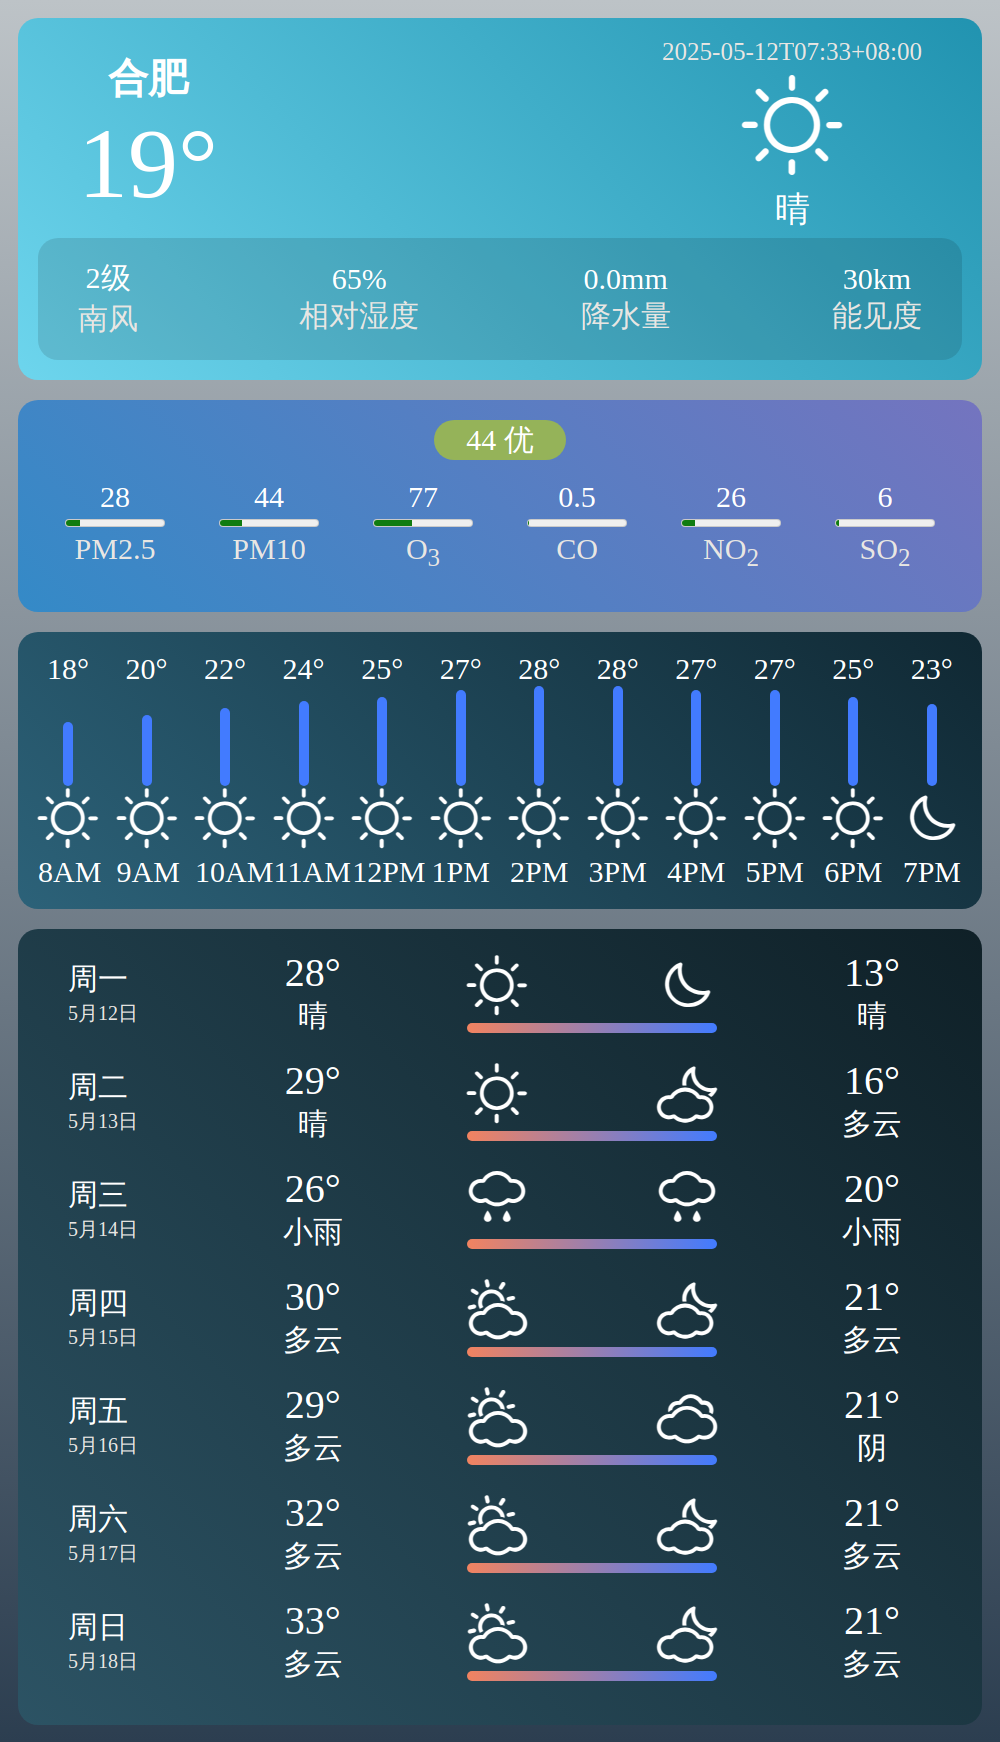 合肥
2025-05-12T07:33+08:00
19°
晴
2级 65% 0.0mm 30km
南风 相对湿度 降水量 能见度
44 优
28 44 77 0.5 26 6
PM2.5 PM10 O3 CO NO2 SO2
18° 20° 22° 24° 25° 27° 28° 28° 27° 27° 25° 23°
8AM 9AM 10AM 11AM 12PM 1PM 2PM 3PM 4PM 5PM 6PM 7PM
周一 28° 13°
5月12日 晴 晴
周二 29° 16°
5月13日 晴 多云
周三 26° 20°
5月14日 小雨 小雨
周四 30° 21°
5月15日 多云 多云
周五 29° 21°
5月16日 多云 阴
周六 32° 21°
5月17日 多云 多云
周日 33° 21°
5月18日 多云 多云